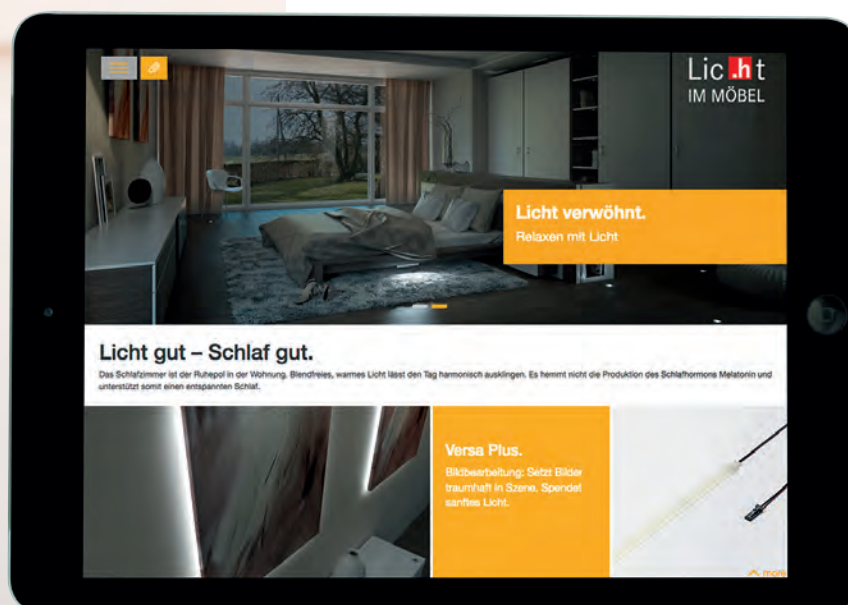 Lic.ht
IM MÖBEL
Licht verwöhnt.
Relaxen mit Licht
Licht gut – Schlaf gut.
Das Schlafzimmer ist der Ruhepol in der Wohnung. Blendfreies, warmes Licht lässt den Tag harmonisch ausklingen. Es hemmt nicht die Produktion des Schlafhormons Melatonin und
unterstützt somit einen entspannten Schlaf.
Versa Plus.
Bildbearbeitung: Setzt Bilder
traumhaft in Szene. Spendet
sanftes Licht.
more